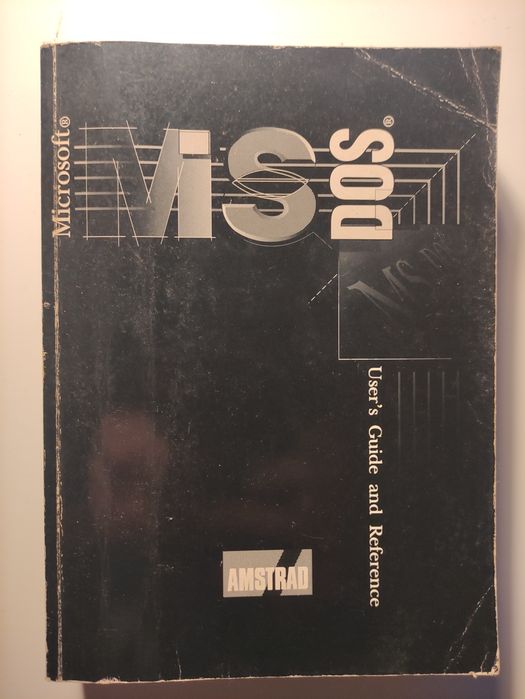 Microsoft®
MS
DOS®
MS-DOS
User's Guide and Reference
AMSTRAD